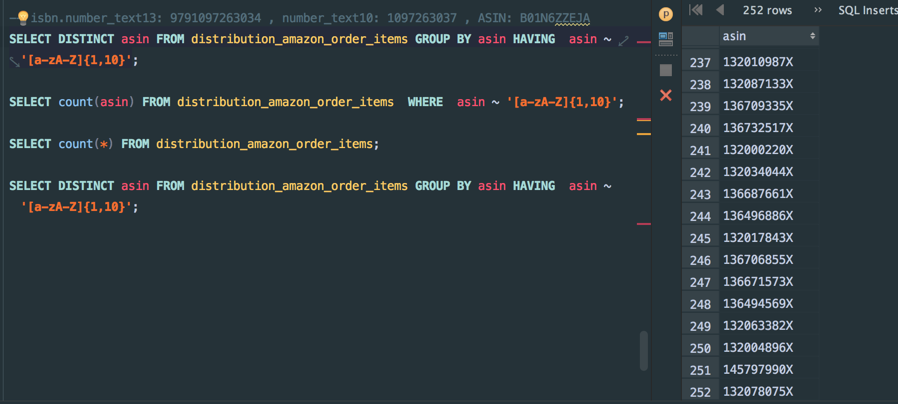 isbn.number_text13: 9791097263034 , number_text10: 1097263037 , ASIN: B01N6ZZEJA
SELECT DISTINCT asin FROM distribution_amazon_order_items GROUP BY asin HAVING  asin ~
'[a-zA-Z]{1,10}';
SELECT count(asin) FROM distribution_amazon_order_items  WHERE  asin ~ '[a-zA-Z]{1,10}';
SELECT count(*) FROM distribution_amazon_order_items;
SELECT DISTINCT asin FROM distribution_amazon_order_items GROUP BY asin HAVING  asin ~
'[a-zA-Z]{1,10}';
P
252 rows
SQL Inserts
asin
237 132010987X
238 132087133X
239 136709335X
240 136732517X
241 132000220X
242 132034044X
243 136687661X
244 136496886X
245 132017843X
246 136706855X
247 136671573X
248 136494569X
249 132063382X
250 132004896X
251 145797990X
252 132078075X